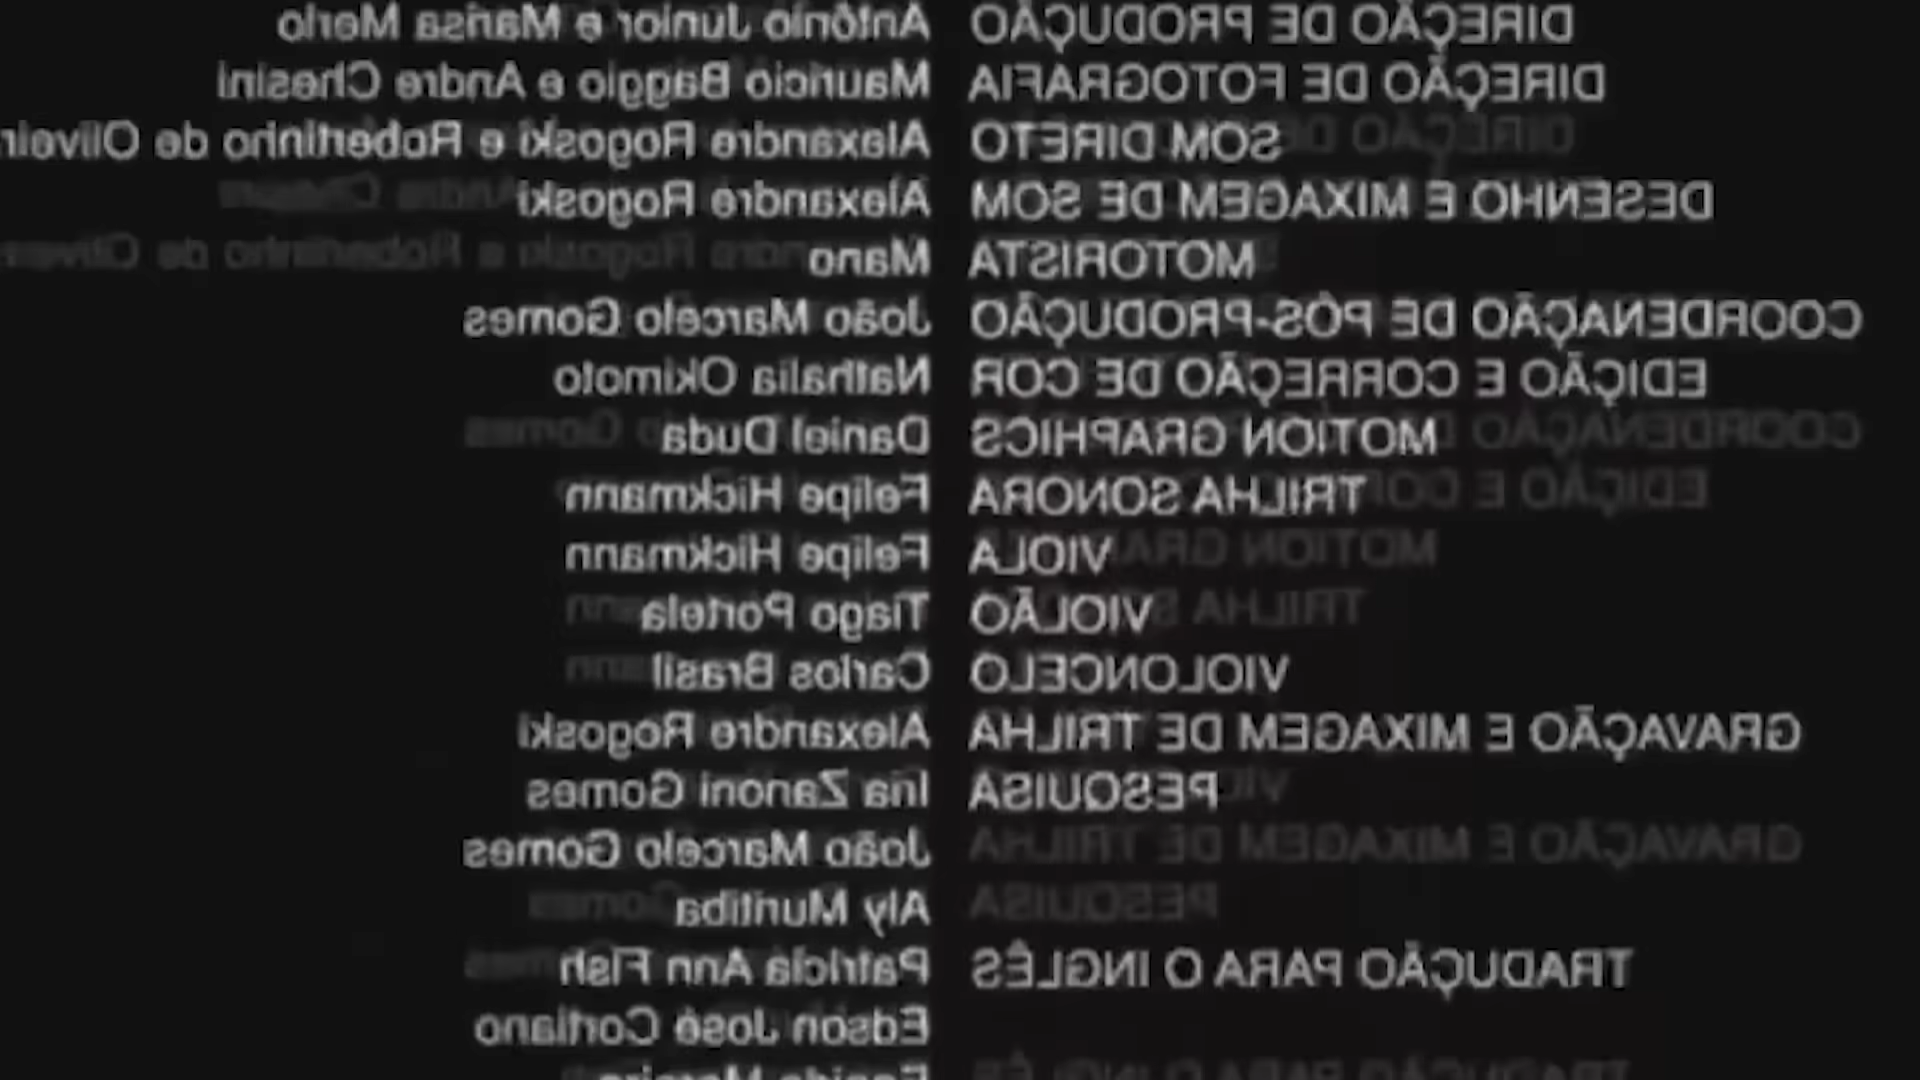 DIREÇÃO DE PRODUÇÃO Antônio Junior e Marisa Merlo
DIREÇÃO DE FOTOGRAFIA Mauricio Baggio e Andre Chesini
SOM DIRETO Alexandre Rogoski e Robertinho de
DESENHO E MIXAGEM DE SOM Alexandre Rogoski
MOTORISTA Mano
COORDENAÇÃO DE PÓS-PRODUÇÃO João Marcelo Gomes
EDIÇÃO E CORREÇÃO DE COR Nathalia Okimoto
MOTION GRAPHICS Daniel Duda
TRILHA SONORA Felipe Hickmann
VIOLA Felipe Hickmann
VIOLÃO Tiago Portela
VIOLONCELO Carlos Brasil
GRAVAÇÃO E MIXAGEM DE TRILHA Alexandre Rogoski
PESQUISA Iria Zanoni Gomes
João Marcelo Gomes
Aly Muritiba
TRADUÇÃO PARA O INGLÊS Patricia Ann Fish
Edson José Cortiano